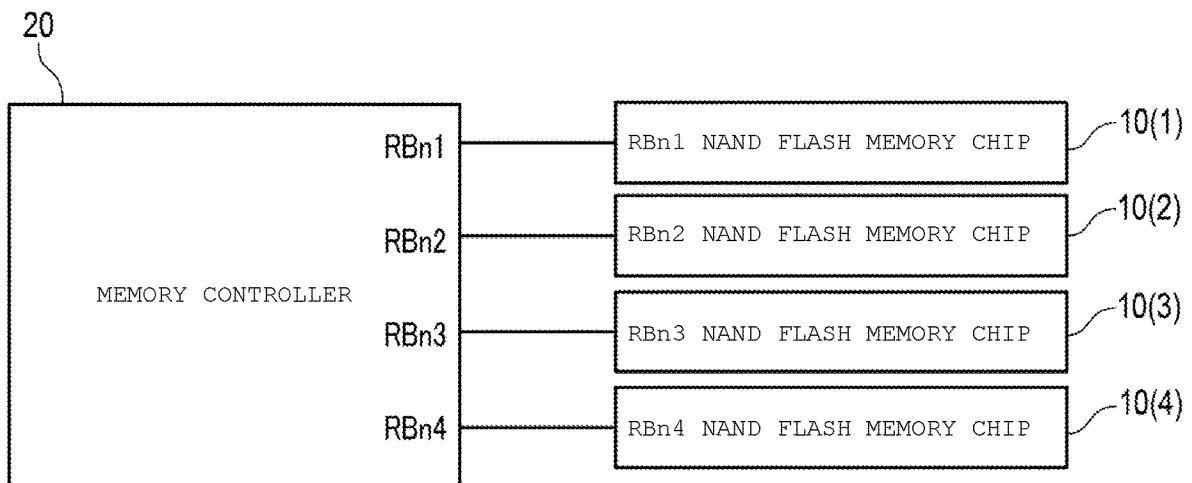 20
RBn1
RBn1 NAND FLASH MEMORY CHIP
10(1)
RBn2
RBn2 NAND FLASH MEMORY CHIP
10(2)
MEMORY CONTROLLER
RBn3
RBn3 NAND FLASH MEMORY CHIP
10(3)
RBn4
RBn4 NAND FLASH MEMORY CHIP
10(4)